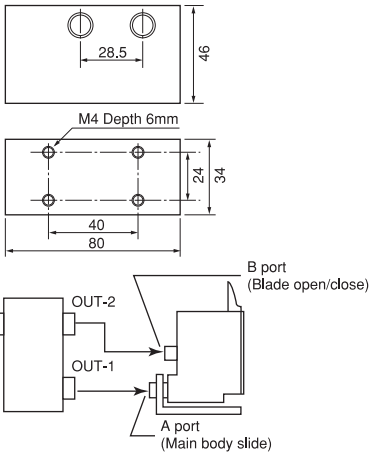 28.5
46
M4 Depth 6mm
24
34
40
80
B port
(Blade open/close)
OUT-2
OUT-1
A port
(Main body slide)